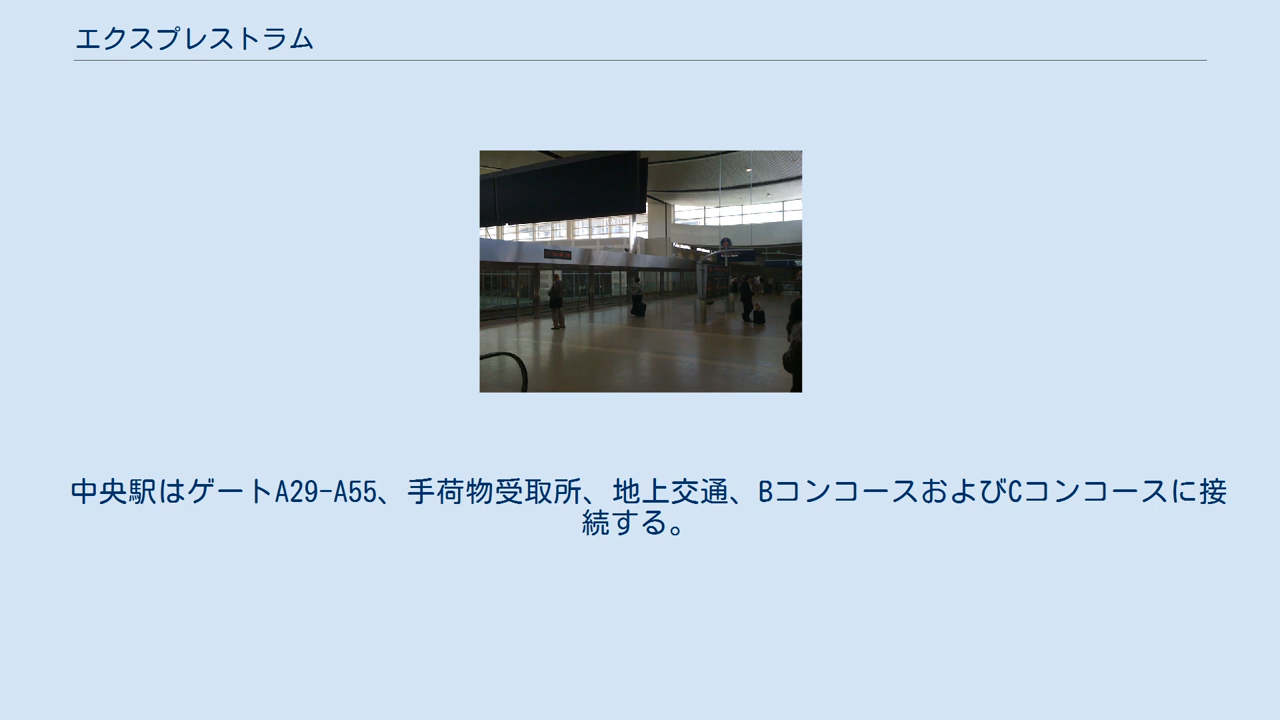 エクスプレストラム
中央駅はゲートA29-A55、手荷物受取所、地上交通、BコンコースおよびCコンコースに接
続する。